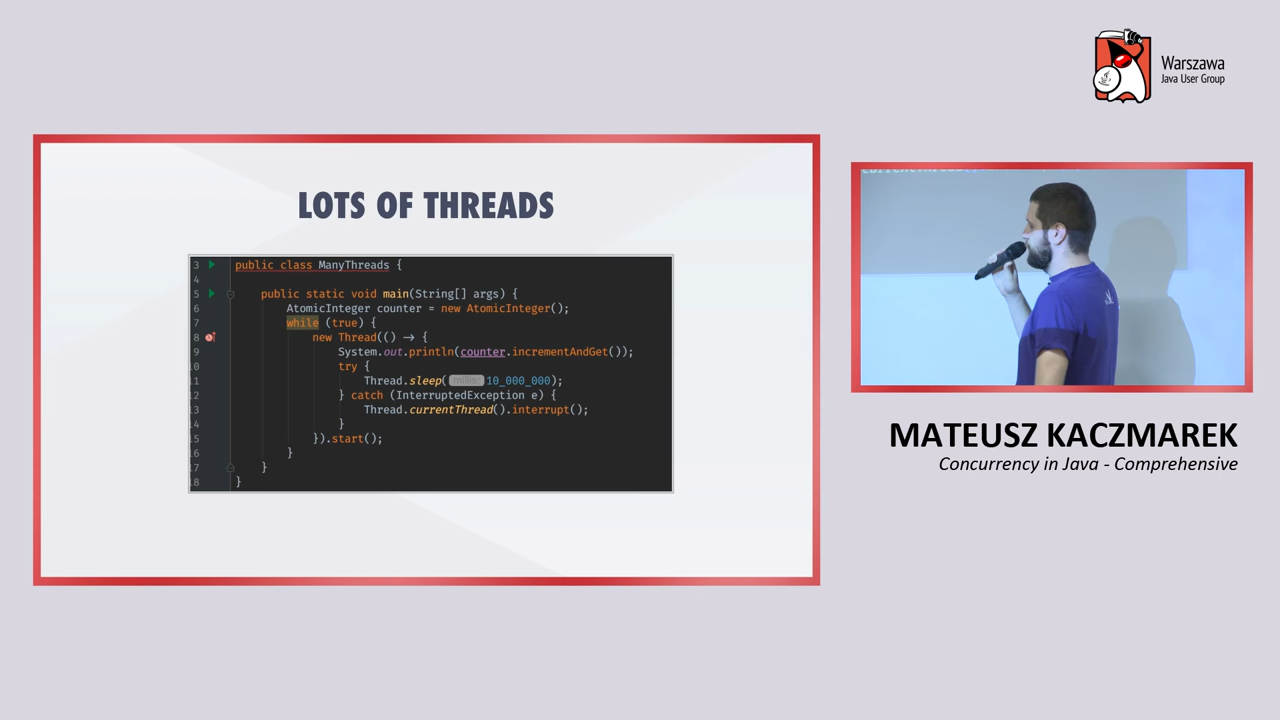 Warszawa
Java User Group
LOTS OF THREADS
3 public class ManyThreads {
4
5 public static void main(String[] args) {
6 AtomicInteger counter = new AtomicInteger();
7 while (true) {
8 new Thread(() → {
9 System.out.println(counter.incrementAndGet());
10 try {
11 Thread.sleep( millis: 10_000_000);
12 } catch (InterruptedException e) {
13 Thread.currentThread().interrupt();
14 }
15 }).start();
16 }
17 }
18 }
MATEUSZ KACZMAREK
Concurrency in Java - Comprehensive